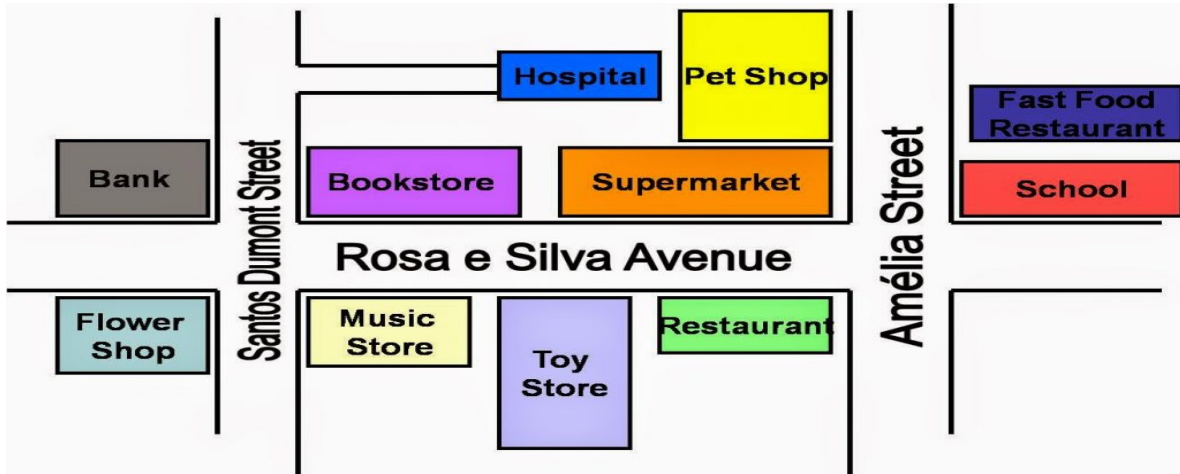 Hospital
Pet Shop
Fast Food
Restaurant
Bank
Santos Dumont Street
Bookstore
Supermarket
Amélia Street
School
Rosa e Silva Avenue
Flower
Shop
Music
Store
Toy
Store
Restaurant